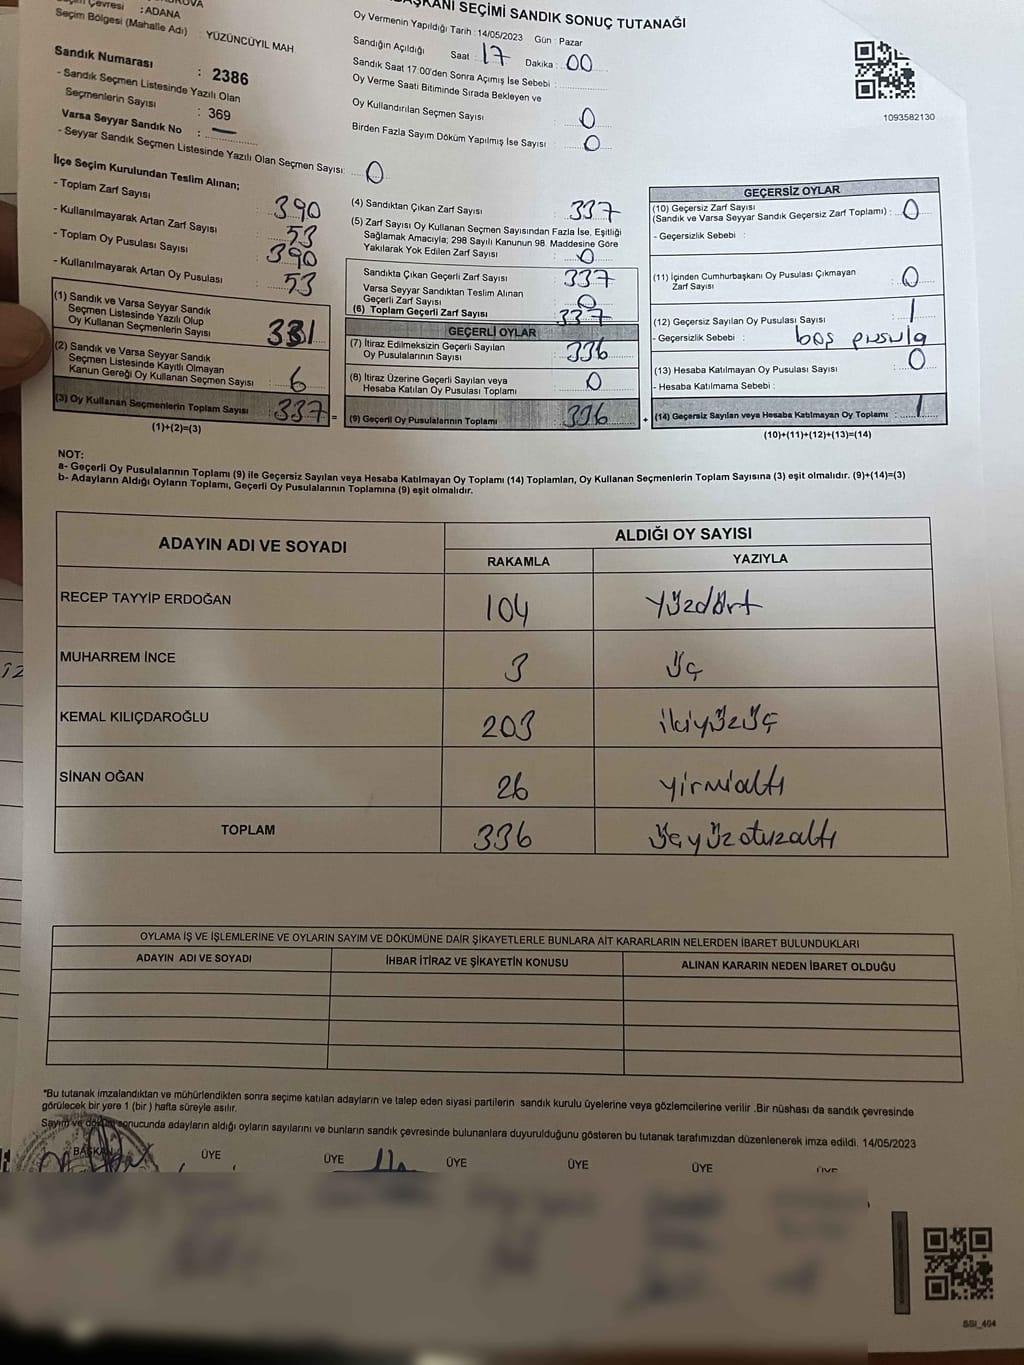 : ADANA
Seçim Bölgesi (Mahalle Adı) : YÜZÜNCÜYIL MAH
Sandık Numarası : 2386
- Sandık Seçmen Listesinde Yazılı Olan
Seçmenlerin Sayısı : 369
Varsa Seyyar Sandık No : —
- Seyyar Sandık Seçmen Listesinde Yazılı Olan Seçmen Sayısı: 0
SEÇİMİ SANDIK SONUÇ TUTANAĞI
Oy Vermenin Yapıldığı Tarih : 14/05/2023 Gün : Pazar
Sandığın Açıldığı Saat 17 Dakika : 00
Sandık Saat 17:00'den Sonra Açımış İse Sebebi :
Oy Verme Saati Bitiminde Sırada Bekleyen ve
Oy Kullandırılan Seçmen Sayısı : 0
Birden Fazla Sayım Döküm Yapılmış İse Sayısı : 0
1093582130
İlçe Seçim Kurulundan Teslim Alınan;
- Toplam Zarf Sayısı : 390
- Kullanılmayarak Artan Zarf Sayısı : 53
- Toplam Oy Pusulası Sayısı : 390
- Kullanılmayarak Artan Oy Pusulası : 53
(1) Sandık ve Varsa Seyyar Sandık
Seçmen Listesinde Yazılı Olup
Oy Kullanan Seçmenlerin Sayısı : 331
(2) Sandık ve Varsa Seyyar Sandık
Seçmen Listesinde Kayıtlı Olmayan
Kanun Gereği Oy Kullanan Seçmen Sayısı : 6
(3) Oy Kullanan Seçmenlerin Toplam Sayısı : 337 =
(1)+(2)=(3)
(4) Sandıktan Çıkan Zarf Sayısı : 337
(5) Zarf Sayısı Oy Kullanan Seçmen Sayısından Fazla İse, Eşitliği
Sağlamak Amacıyla; 298 Sayılı Kanunun 98. Maddesine Göre
Yakılarak Yok Edilen Zarf Sayısı : 0
Sandıkta Çıkan Geçerli Zarf Sayısı : 337
Varsa Seyyar Sandıktan Teslim Alınan
Geçerli Zarf Sayısı : 0
(6) Toplam Geçerli Zarf Sayısı : 337
GEÇERLİ OYLAR
(7) İtiraz Edilmeksizin Geçerli Sayılan
Oy Pusulalarının Sayısı : 336
(8) İtiraz Üzerine Geçerli Sayılan veya
Hesaba Katılan Oy Pusulası Toplamı : 0
(9) Geçerli Oy Pusulalarının Toplamı : 336 +
GEÇERSİZ OYLAR
(10) Geçersiz Zarf Sayısı
(Sandık ve Varsa Seyyar Sandık Geçersiz Zarf Toplamı) : 0
- Geçersizlik Sebebi :
(11) İçinden Cumhurbaşkanı Oy Pusulası Çıkmayan
Zarf Sayısı : 0
(12) Geçersiz Sayılan Oy Pusulası Sayısı : 1
- Geçersizlik Sebebi : boş pusula
(13) Hesaba Katılmayan Oy Pusulası Sayısı : 0
- Hesaba Katılmama Sebebi :
(14) Geçersiz Sayılan veya Hesaba Katılmayan Oy Toplamı : 1
(10)+(11)+(12)+(13)=(14)
NOT:
a- Geçerli Oy Pusulalarının Toplamı (9) ile Geçersiz Sayılan veya Hesaba Katılmayan Oy Toplamı (14) Toplamları, Oy Kullanan Seçmenlerin Toplam Sayısına (3) eşit olmalıdır. (9)+(14)=(3)
b- Adayların Aldığı Oyların Toplamı, Geçerli Oy Pusulalarının Toplamına (9) eşit olmalıdır.
ADAYIN ADI VE SOYADI
ALDIĞI OY SAYISI
RAKAMLA YAZIYLA
RECEP TAYYİP ERDOĞAN 104 Yüzdört
MUHARREM İNCE 3 üç
KEMAL KILIÇDAROĞLU 203 ikiyüzüç
SİNAN OĞAN 26 yirmialtı
TOPLAM 336 üçyüzotuzaltı
OYLAMA İŞ VE İŞLEMLERİNE VE OYLARIN SAYIM VE DÖKÜMÜNE DAİR ŞİKAYETLERLE BUNLARA AİT KARARLARIN NELERDEN İBARET BULUNDUKLARI
ADAYIN ADI VE SOYADI İHBAR İTİRAZ VE ŞİKAYETİN KONUSU ALINAN KARARIN NEDEN İBARET OLDUĞU
*Bu tutanak imzalandıktan ve mühürlendikten sonra seçime katılan adayların ve talep eden siyasi partilerin sandık kurulu üyelerine veya gözlemcilerine verilir .Bir nüshası da sandık çevresinde
görülecek bir yere 1 (bir ) hafta süreyle asılır.
Sayım ve döküm sonucunda adayların aldığı oyların sayılarını ve bunların sandık çevresinde bulunanlara duyurulduğunu gösteren bu tutanak tarafımızdan düzenlenerek imza edildi. 14/05/2023
BAŞKAN ÜYE ÜYE ÜYE ÜYE ÜYE ÜYE
SSI_404